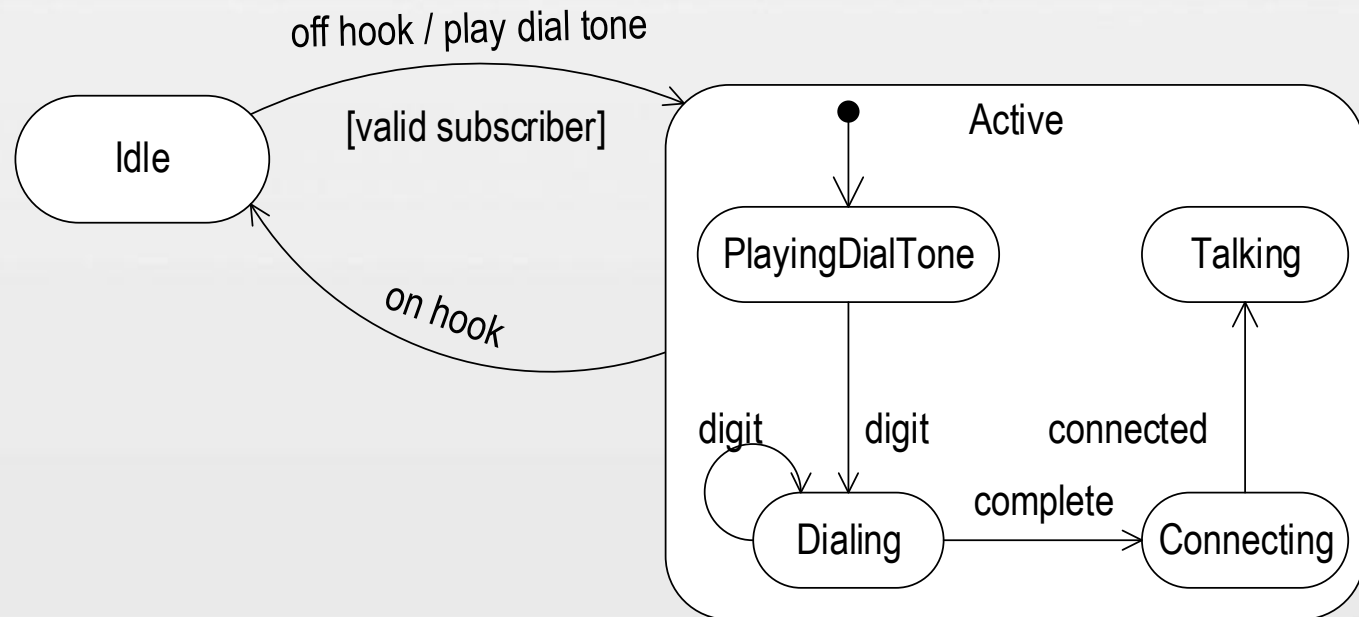 off hook / play dial tone
[valid subscriber]
Idle
Active
PlayingDialTone
Talking
on hook
digit
digit
connected
complete
Dialing
Connecting